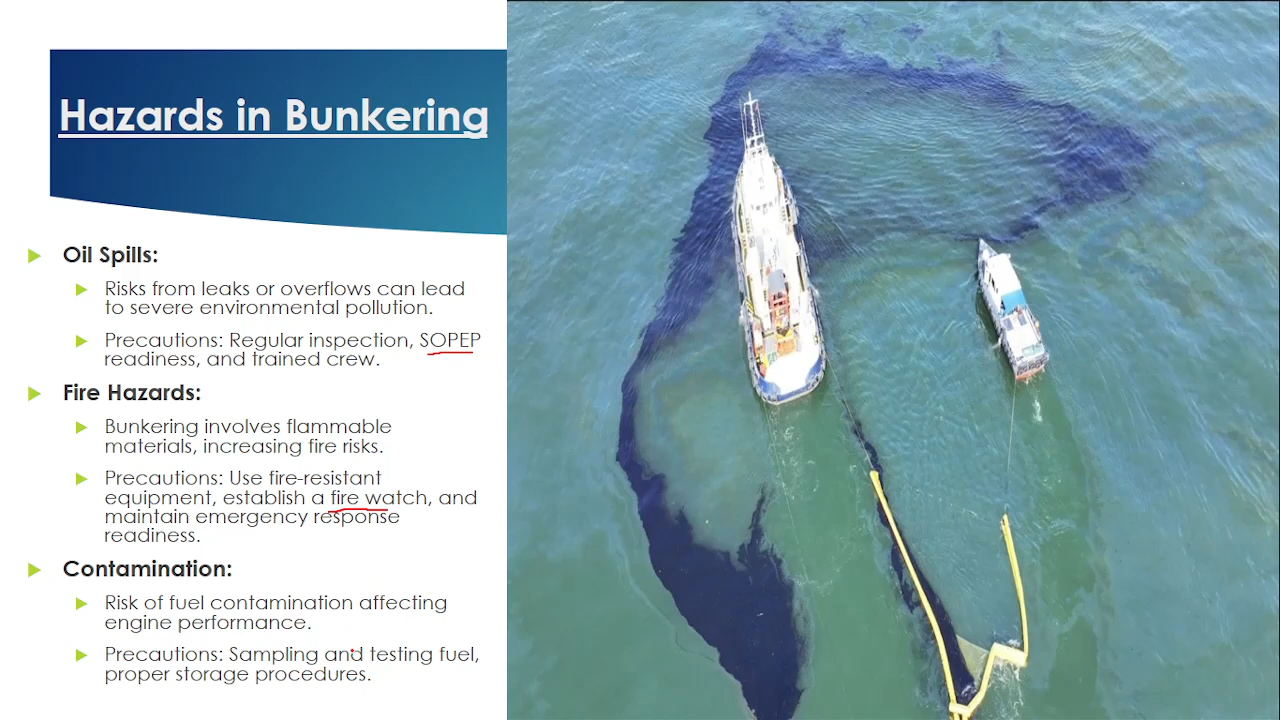 Hazards in Bunkering
Oil Spills:
Risks from leaks or overflows can lead
to severe environmental pollution.
Precautions: Regular inspection, SOPEP
readiness, and trained crew.
Fire Hazards:
Bunkering involves flammable
materials, increasing fire risks.
Precautions: Use fire-resistant
equipment, establish a fire watch, and
maintain emergency response
readiness.
Contamination:
Risk of fuel contamination affecting
engine performance.
Precautions: Sampling and testing fuel,
proper storage procedures.